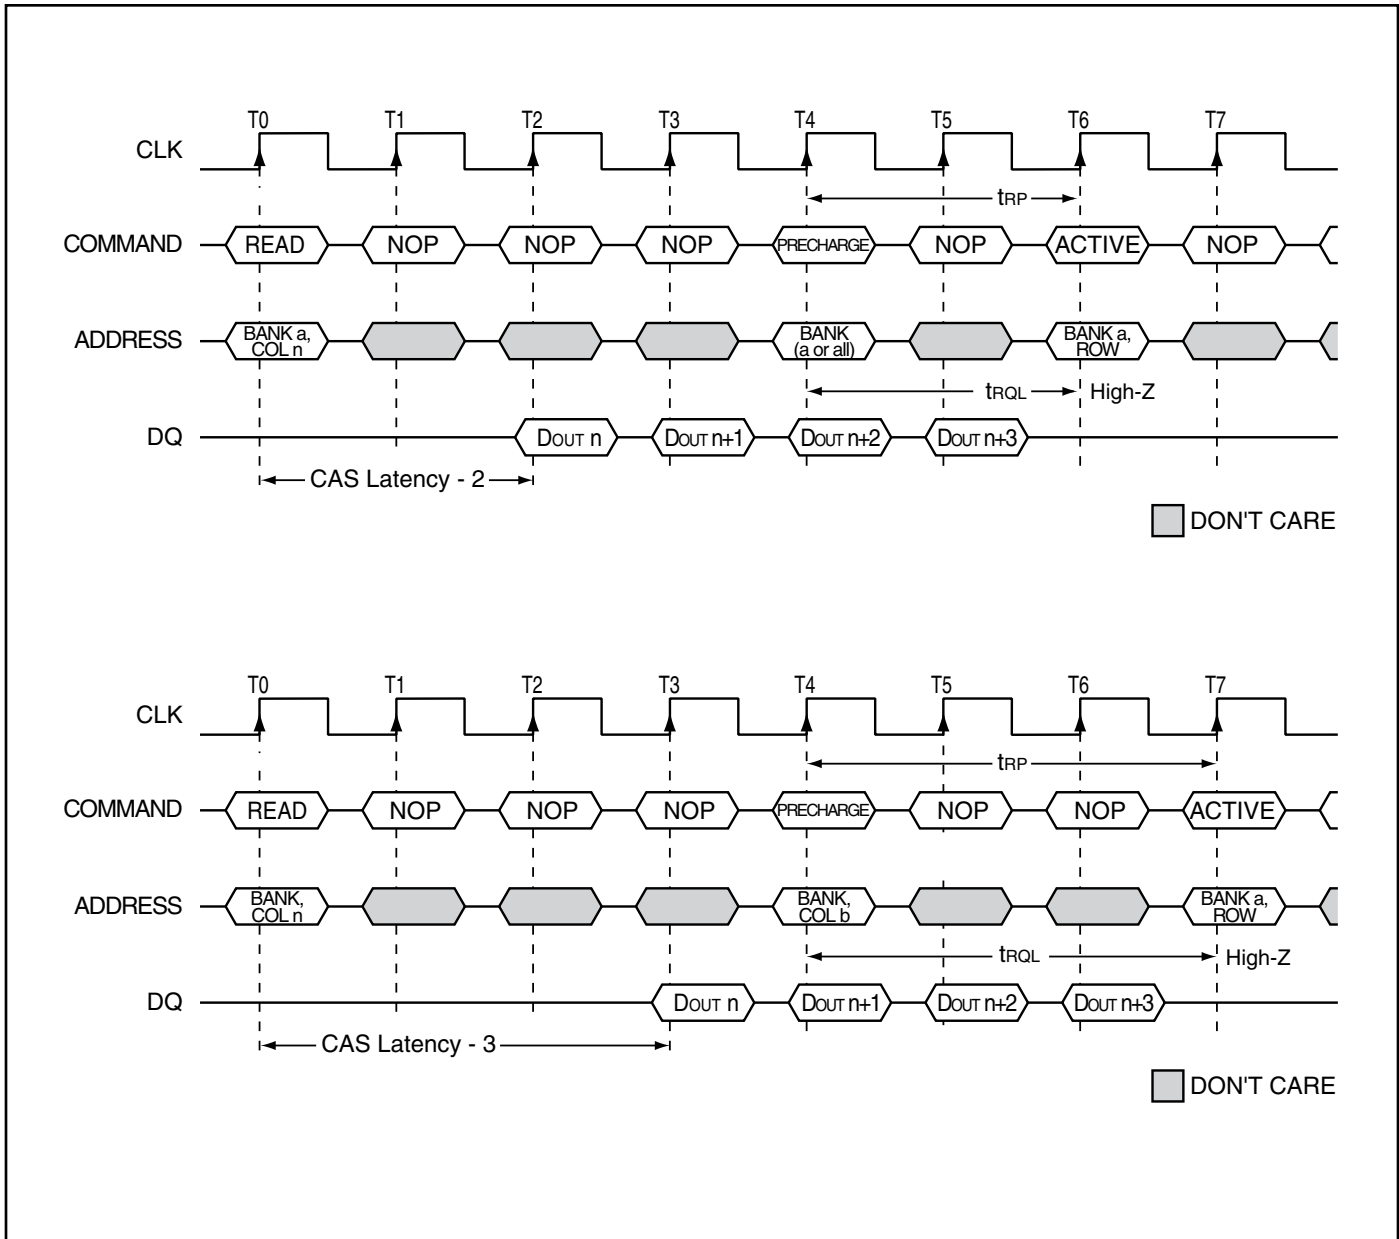 T0 T1 T2 T3 T4 T5 T6 T7
CLK
tRP
COMMAND READ NOP NOP NOP PRECHARGE NOP ACTIVE NOP
ADDRESS BANK a, COL n BANK (a or all) BANK a, ROW
tRQL High-Z
DQ DOUT n DOUT n+1 DOUT n+2 DOUT n+3
CAS Latency - 2
DON'T CARE
T0 T1 T2 T3 T4 T5 T6 T7
CLK
tRP
COMMAND READ NOP NOP NOP PRECHARGE NOP NOP ACTIVE
ADDRESS BANK, COL n BANK, COL b BANK a, ROW
tRQL High-Z
DQ DOUT n DOUT n+1 DOUT n+2 DOUT n+3
CAS Latency - 3
DON'T CARE